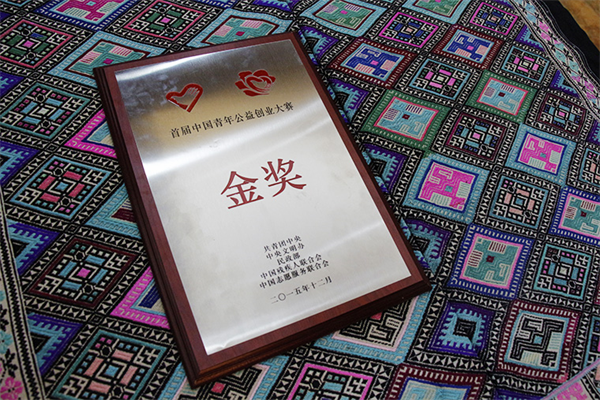 首届中国青年公益创业大赛
金奖
共青团中央
中央文明办
民政部
中国残疾人联合会
中国志愿服务联合会
二〇一五年十二月